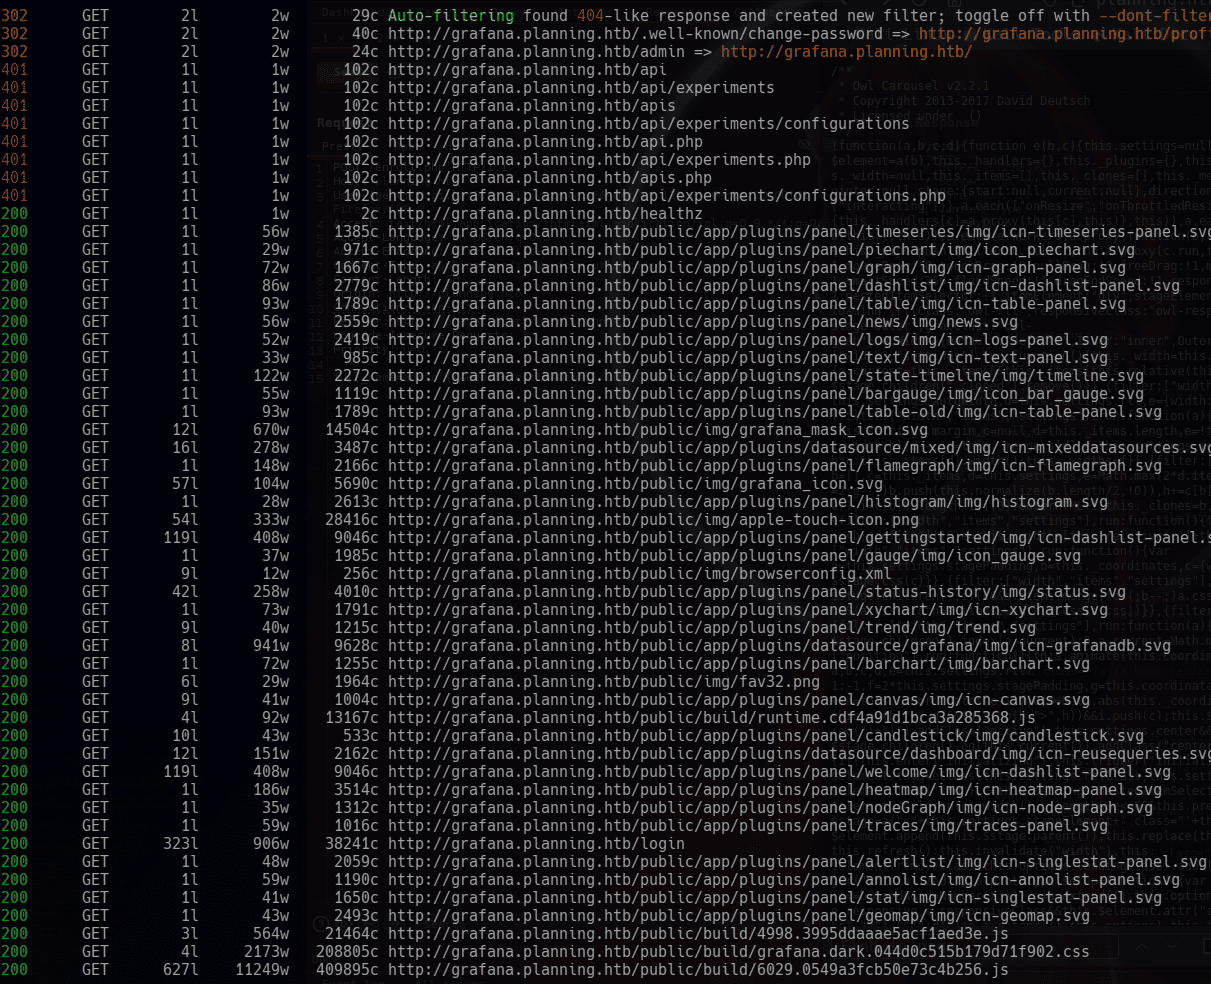 302 GET 2l 2w 29c Auto-filtering found 404-like response and created new filter; toggle off with --dont-filter
302 GET 2l 2w 40c http://grafana.planning.htb/.well-known/change-password => http://grafana.planning.htb/prof
302 GET 2l 2w 24c http://grafana.planning.htb/admin => http://grafana.planning.htb/
401 GET 1l 1w 102c http://grafana.planning.htb/api
401 GET 1l 1w 102c http://grafana.planning.htb/api/experiments
401 GET 1l 1w 102c http://grafana.planning.htb/apis
401 GET 1l 1w 102c http://grafana.planning.htb/api/experiments/configurations
401 GET 1l 1w 102c http://grafana.planning.htb/api.php
401 GET 1l 1w 102c http://grafana.planning.htb/api/experiments.php
401 GET 1l 1w 102c http://grafana.planning.htb/apis.php
401 GET 1l 1w 102c http://grafana.planning.htb/api/experiments/configurations.php
200 GET 1l 1w 2c http://grafana.planning.htb/healthz
200 GET 1l 56w 1385c http://grafana.planning.htb/public/app/plugins/panel/timeseries/img/icn-timeseries-panel.svg
200 GET 1l 29w 971c http://grafana.planning.htb/public/app/plugins/panel/piechart/img/icon_piechart.svg
200 GET 1l 72w 1667c http://grafana.planning.htb/public/app/plugins/panel/graph/img/icn-graph-panel.svg
200 GET 1l 86w 2779c http://grafana.planning.htb/public/app/plugins/panel/dashlist/img/icn-dashlist-panel.svg
200 GET 1l 93w 1789c http://grafana.planning.htb/public/app/plugins/panel/table/img/icn-table-panel.svg
200 GET 1l 56w 2559c http://grafana.planning.htb/public/app/plugins/panel/news/img/news.svg
200 GET 1l 52w 2419c http://grafana.planning.htb/public/app/plugins/panel/logs/img/icn-logs-panel.svg
200 GET 1l 33w 985c http://grafana.planning.htb/public/app/plugins/panel/text/img/icn-text-panel.svg
200 GET 1l 122w 2272c http://grafana.planning.htb/public/app/plugins/panel/state-timeline/img/timeline.svg
200 GET 1l 55w 1119c http://grafana.planning.htb/public/app/plugins/panel/bargauge/img/icon_bar_gauge.svg
200 GET 1l 93w 1789c http://grafana.planning.htb/public/app/plugins/panel/table-old/img/icn-table-panel.svg
200 GET 12l 670w 14504c http://grafana.planning.htb/public/img/grafana_mask_icon.svg
200 GET 16l 278w 3487c http://grafana.planning.htb/public/app/plugins/datasource/mixed/img/icn-mixeddatasources.svg
200 GET 1l 148w 2166c http://grafana.planning.htb/public/app/plugins/panel/flamegraph/img/icn-flamegraph.svg
200 GET 57l 104w 5690c http://grafana.planning.htb/public/img/grafana_icon.svg
200 GET 1l 28w 2613c http://grafana.planning.htb/public/app/plugins/panel/histogram/img/histogram.svg
200 GET 54l 333w 28416c http://grafana.planning.htb/public/img/apple-touch-icon.png
200 GET 119l 408w 9046c http://grafana.planning.htb/public/app/plugins/panel/gettingstarted/img/icn-dashlist-panel.s
200 GET 1l 37w 1985c http://grafana.planning.htb/public/app/plugins/panel/gauge/img/icon_gauge.svg
200 GET 9l 12w 256c http://grafana.planning.htb/public/img/browserconfig.xml
200 GET 42l 258w 4010c http://grafana.planning.htb/public/app/plugins/panel/status-history/img/status.svg
200 GET 1l 73w 1791c http://grafana.planning.htb/public/app/plugins/panel/xychart/img/icn-xychart.svg
200 GET 9l 40w 1215c http://grafana.planning.htb/public/app/plugins/panel/trend/img/trend.svg
200 GET 8l 941w 9628c http://grafana.planning.htb/public/app/plugins/datasource/grafana/img/icn-grafanadb.svg
200 GET 1l 72w 1255c http://grafana.planning.htb/public/app/plugins/panel/barchart/img/barchart.svg
200 GET 6l 29w 1964c http://grafana.planning.htb/public/img/fav32.png
200 GET 9l 41w 1004c http://grafana.planning.htb/public/app/plugins/panel/canvas/img/icn-canvas.svg
200 GET 4l 92w 13167c http://grafana.planning.htb/public/build/runtime.cdf4a91d1bca3a285368.js
200 GET 10l 43w 533c http://grafana.planning.htb/public/app/plugins/panel/candlestick/img/candlestick.svg
200 GET 12l 151w 2162c http://grafana.planning.htb/public/app/plugins/datasource/dashboard/img/icn-reusequeries.svg
200 GET 119l 408w 9046c http://grafana.planning.htb/public/app/plugins/panel/welcome/img/icn-dashlist-panel.svg
200 GET 1l 186w 3514c http://grafana.planning.htb/public/app/plugins/panel/heatmap/img/icn-heatmap-panel.svg
200 GET 1l 35w 1312c http://grafana.planning.htb/public/app/plugins/panel/nodeGraph/img/icn-node-graph.svg
200 GET 1l 59w 1016c http://grafana.planning.htb/public/app/plugins/panel/traces/img/traces-panel.svg
200 GET 323l 906w 38241c http://grafana.planning.htb/login
200 GET 1l 48w 2059c http://grafana.planning.htb/public/app/plugins/panel/alertlist/img/icn-singlestat-panel.svg
200 GET 1l 59w 1190c http://grafana.planning.htb/public/app/plugins/panel/annolist/img/icn-annolist-panel.svg
200 GET 1l 41w 1650c http://grafana.planning.htb/public/app/plugins/panel/stat/img/icn-singlestat-panel.svg
200 GET 1l 43w 2493c http://grafana.planning.htb/public/app/plugins/panel/geomap/img/icn-geomap.svg
200 GET 3l 564w 21464c http://grafana.planning.htb/public/build/4998.3995ddaaae5acf1aed3e.js
200 GET 4l 2173w 208805c http://grafana.planning.htb/public/build/grafana.dark.044d0c515b179d71f902.css
200 GET 627l 11249w 409895c http://grafana.planning.htb/public/build/6029.0549a3fcb50e73c4b256.js